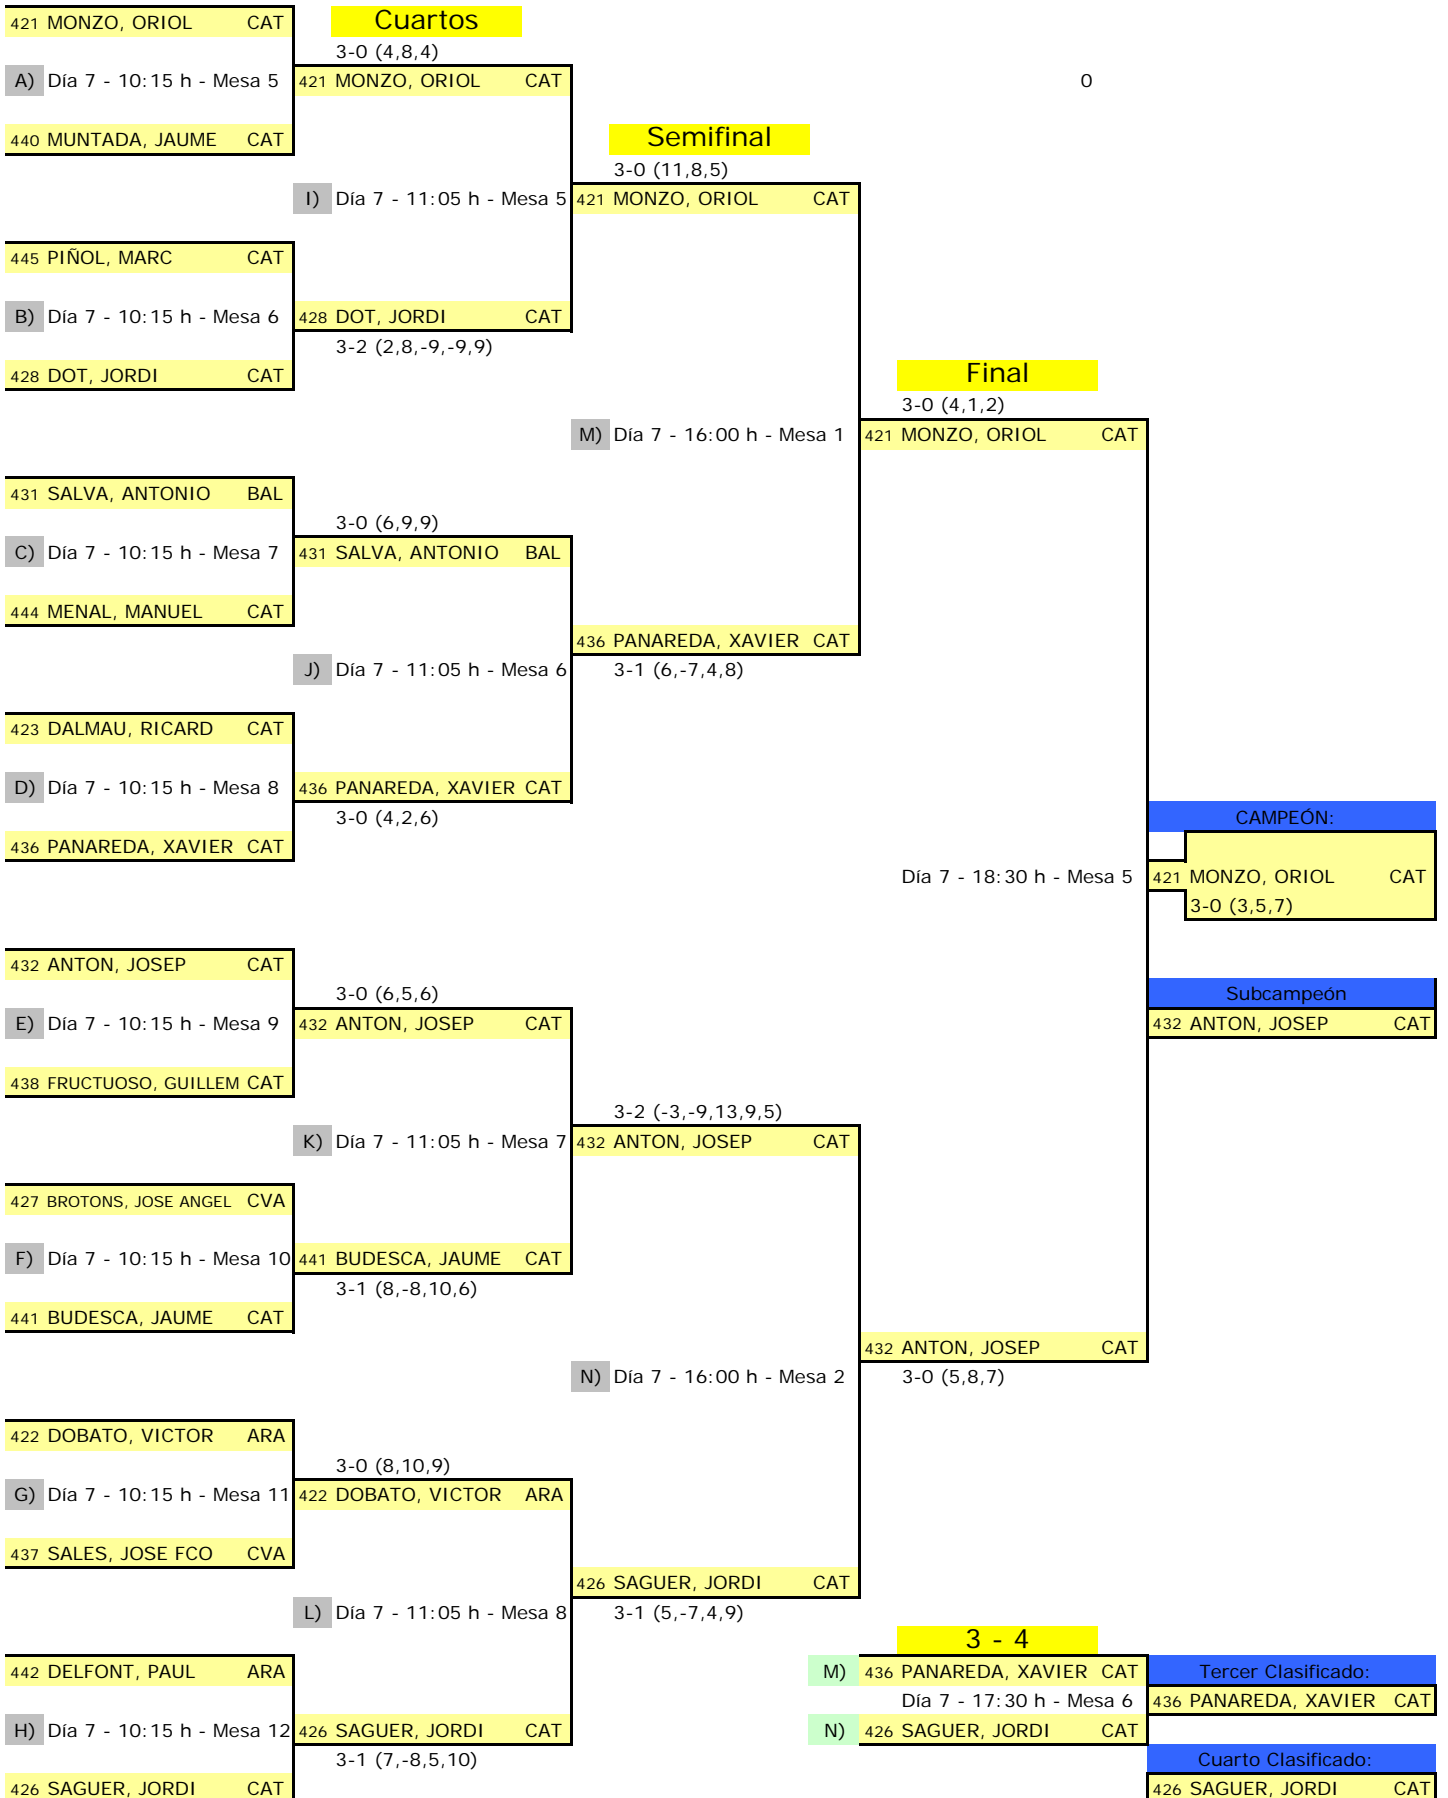 421 MONZO, ORIOL CAT Cuartos
3-0 (4,8,4)
A) Día 7 - 10:15 h - Mesa 5 421 MONZO, ORIOL CAT 0
440 MUNTADA, JAUME CAT Semifinal
3-0 (11,8,5)
I) Día 7 - 11:05 h - Mesa 5 421 MONZO, ORIOL CAT
445 PIÑOL, MARC CAT
B) Día 7 - 10:15 h - Mesa 6 428 DOT, JORDI CAT
3-2 (2,8,-9,-9,9)
428 DOT, JORDI CAT Final
3-0 (4,1,2)
M) Día 7 - 16:00 h - Mesa 1 421 MONZO, ORIOL CAT
431 SALVA, ANTONIO BAL
3-0 (6,9,9)
C) Día 7 - 10:15 h - Mesa 7 431 SALVA, ANTONIO BAL
444 MENAL, MANUEL CAT
436 PANAREDA, XAVIER CAT
J) Día 7 - 11:05 h - Mesa 6 3-1 (6,-7,4,8)
423 DALMAU, RICARD CAT
D) Día 7 - 10:15 h - Mesa 8 436 PANAREDA, XAVIER CAT
3-0 (4,2,6) CAMPEÓN:
436 PANAREDA, XAVIER CAT
Día 7 - 18:30 h - Mesa 5 421 MONZO, ORIOL CAT
3-0 (3,5,7)
432 ANTON, JOSEP CAT
3-0 (6,5,6) Subcampeón
E) Día 7 - 10:15 h - Mesa 9 432 ANTON, JOSEP CAT 432 ANTON, JOSEP CAT
438 FRUCTUOSO, GUILLEM CAT
3-2 (-3,-9,13,9,5)
K) Día 7 - 11:05 h - Mesa 7 432 ANTON, JOSEP CAT
427 BROTONS, JOSE ANGEL CVA
F) Día 7 - 10:15 h - Mesa 10 441 BUDESCA, JAUME CAT
3-1 (8,-8,10,6)
441 BUDESCA, JAUME CAT
432 ANTON, JOSEP CAT
N) Día 7 - 16:00 h - Mesa 2 3-0 (5,8,7)
422 DOBATO, VICTOR ARA
3-0 (8,10,9)
G) Día 7 - 10:15 h - Mesa 11 422 DOBATO, VICTOR ARA
437 SALES, JOSE FCO CVA
426 SAGUER, JORDI CAT
L) Día 7 - 11:05 h - Mesa 8 3-1 (5,-7,4,9)
3 - 4
442 DELFONT, PAUL ARA M) 436 PANAREDA, XAVIER CAT Tercer Clasificado:
Día 7 - 17:30 h - Mesa 6 436 PANAREDA, XAVIER CAT
H) Día 7 - 10:15 h - Mesa 12 426 SAGUER, JORDI CAT N) 426 SAGUER, JORDI CAT
3-1 (7,-8,5,10) Cuarto Clasificado:
426 SAGUER, JORDI CAT 426 SAGUER, JORDI CAT